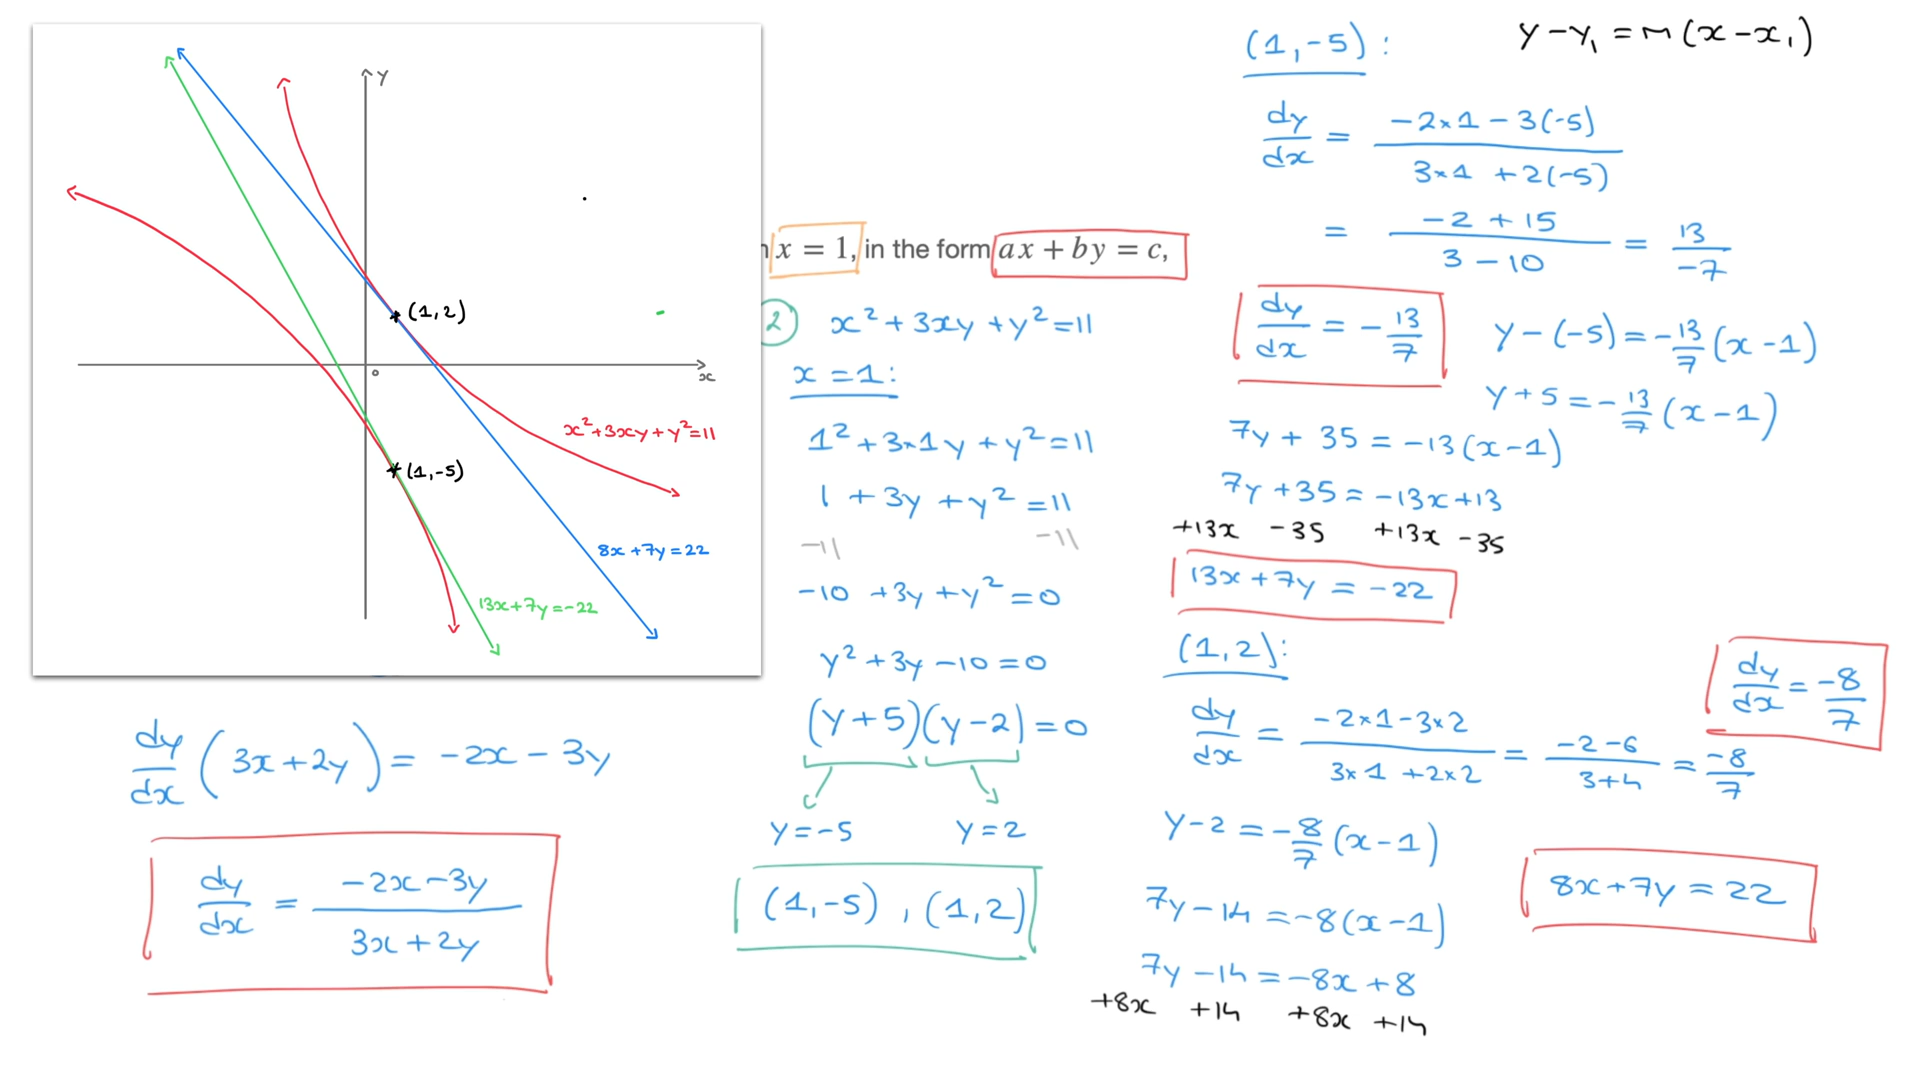 y
(1,2)
o
x
x²+3xy+y²=11
(1,-5)
8x+7y=22
13x+7y=-22
dy/dx (3x+2y) = -2x-3y
dy/dx = (-2x-3y)/(3x+2y)
x = 1, in the form ax + by = c,
2 x²+3xy+y²=11
x=1:
1²+3×1y+y²=11
1+3y+y²=11
-11 -11
-10+3y+y²=0
y²+3y-10=0
(y+5)(y-2)=0
y=-5 y=2
(1,-5), (1,2)
(1,-5): y-y₁=m(x-x₁)
dy/dx = (-2×1-3(-5))/(3×1+2(-5))
= (-2+15)/(3-10) = 13/-7
dy/dx = -13/7
y-(-5)=-13/7(x-1)
y+5=-13/7(x-1)
7y+35=-13(x-1)
7y+35=-13x+13
+13x -35 +13x -35
13x+7y=-22
(1,2):
dy/dx = (-2×1-3×2)/(3×1+2×2) = (-2-6)/(3+4) = -8/7
dy/dx = -8/7
y-2=-8/7(x-1)
7y-14=-8(x-1)
7y-14=-8x+8
+8x +14 +8x +14
8x+7y=22